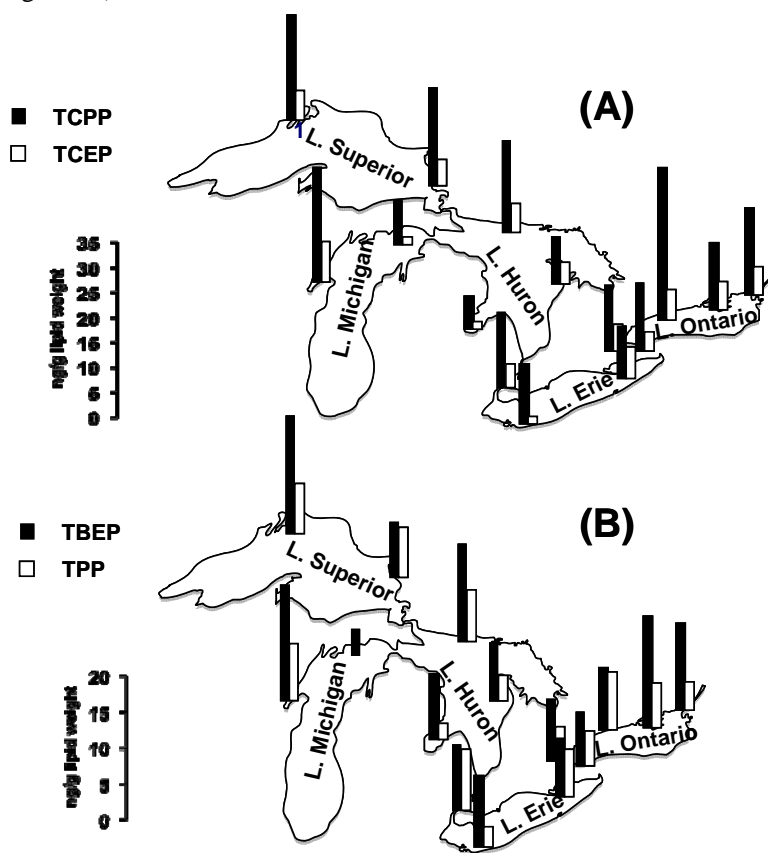 (A)
TCPP
TCEP
1
L. Superior
35
30
25
20
15
10
5
0
ng/g lipid weight
L. Michigan
L. Huron
L. Ontario
L. Erie
(B)
TBEP
TPP
L. Superior
20
15
10
5
0
ng/g lipid weight
L. Michigan
L. Huron
L. Ontario
L. Erie